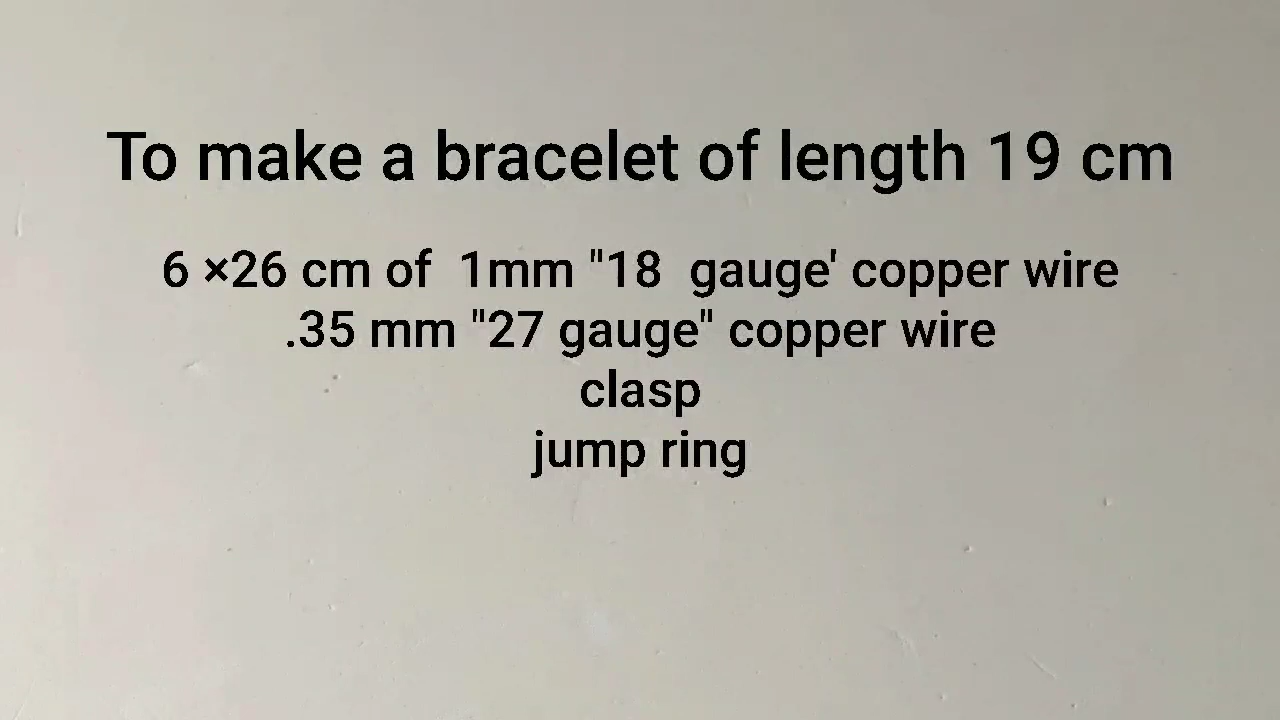 To make a bracelet of length 19 cm
6 ×26 cm of  1mm "18  gauge' copper wire
.35 mm "27 gauge" copper wire
clasp
jump ring